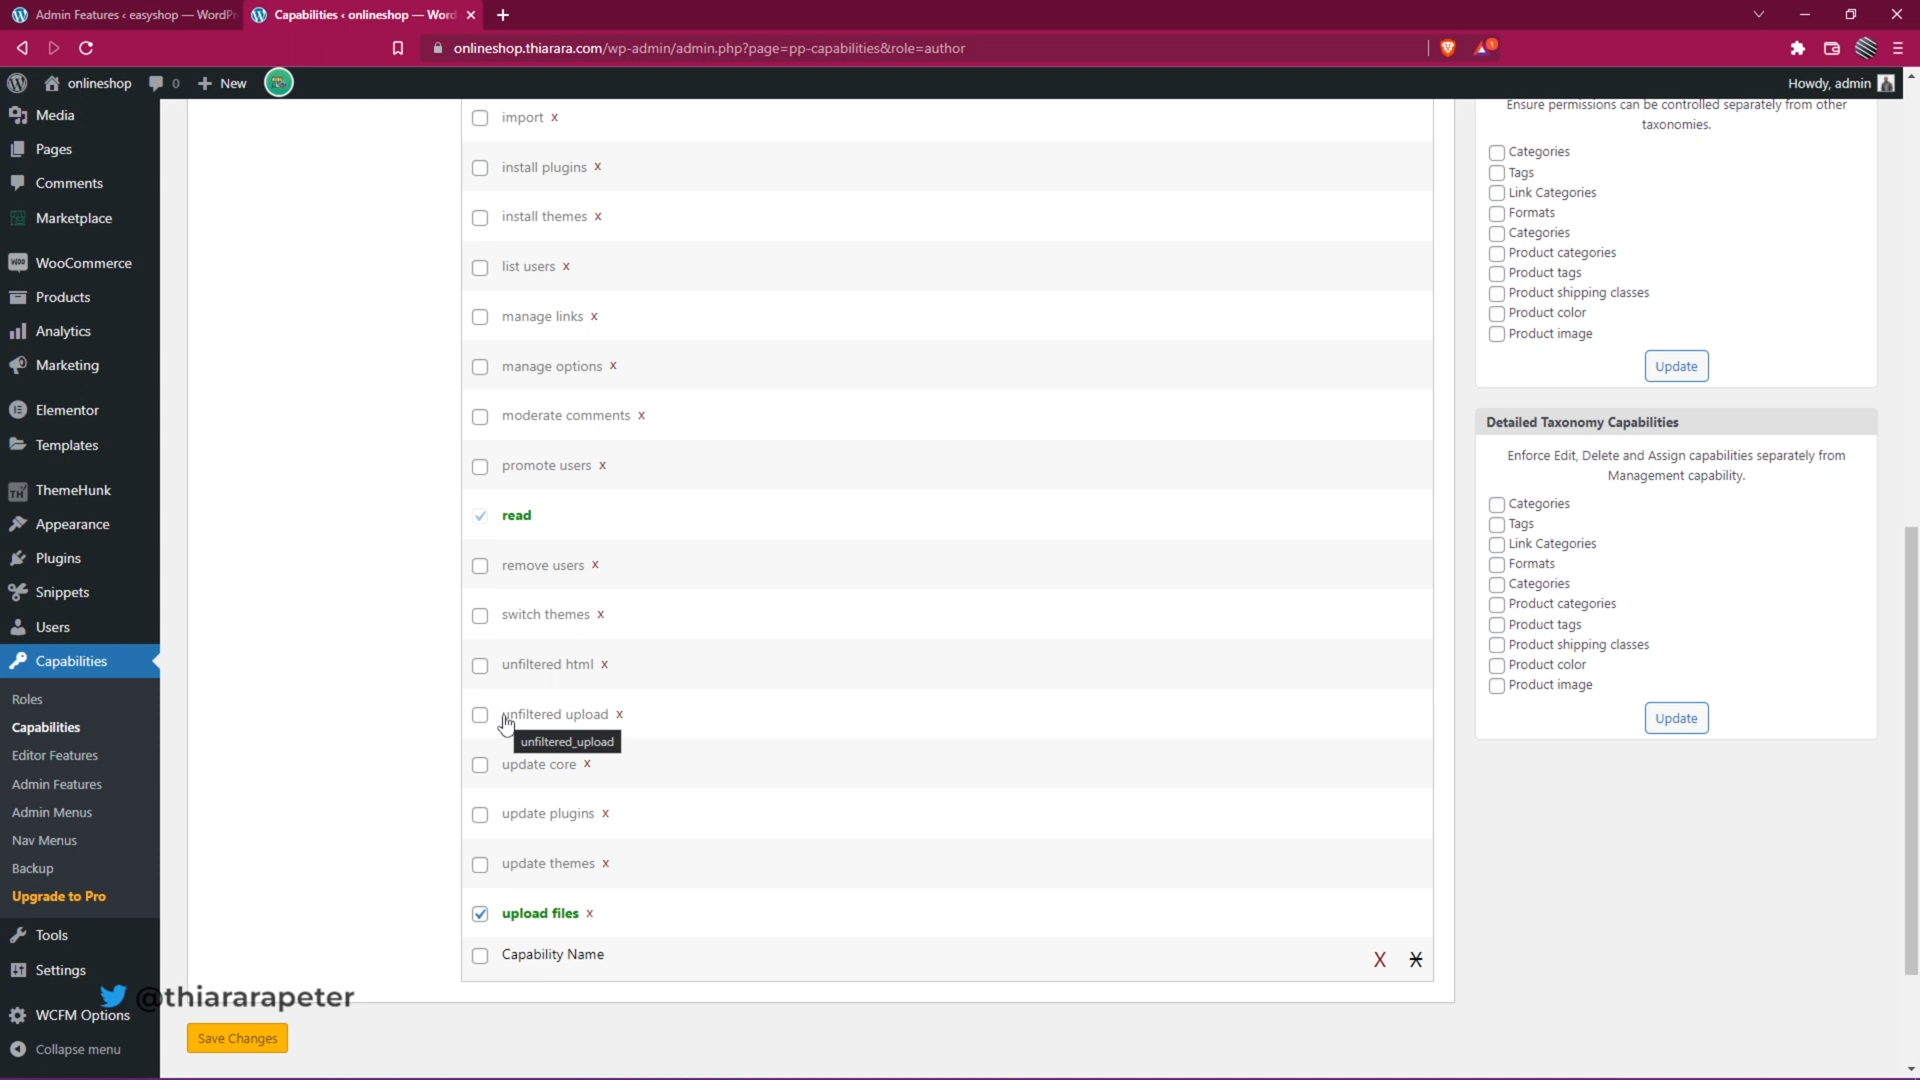 Admin Features ‹ easyshop — WordPr
Capabilities ‹ onlineshop — Word
onlineshop.thiarara.com/wp-admin/admin.php?page=pp-capabilities&role=author
1
onlineshop
0
New
Howdy, admin
Media
Pages
Comments
Marketplace
WooCommerce
Products
Analytics
Marketing
Elementor
Templates
ThemeHunk
Appearance
Plugins
Snippets
Users
Capabilities
Roles
Capabilities
Editor Features
Admin Features
Admin Menus
Nav Menus
Backup
Upgrade to Pro
Tools
Settings
WCFM Options
Collapse menu
import x
install plugins x
install themes x
list users x
manage links x
manage options x
moderate comments x
promote users x
read
remove users x
switch themes x
unfiltered html x
unfiltered upload x
unfiltered_upload
update core x
update plugins x
update themes x
upload files x
Capability Name
X X
Save Changes
@thiararapeter
Ensure permissions can be controlled separately from other
taxonomies.
Categories
Tags
Link Categories
Formats
Categories
Product categories
Product tags
Product shipping classes
Product color
Product image
Update
Detailed Taxonomy Capabilities
Enforce Edit, Delete and Assign capabilities separately from
Management capability.
Categories
Tags
Link Categories
Formats
Categories
Product categories
Product tags
Product shipping classes
Product color
Product image
Update